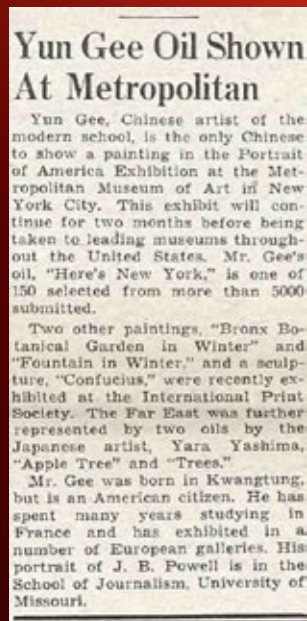 Yun Gee Oil Shown
At Metropolitan
Yun Gee, Chinese artist of the
modern school, is the only Chinese
to show a painting in the Portrait
of America Exhibition at the Met-
ropolitan Museum of Art in New
York City. This exhibit will con-
tinue for two months before being
taken to leading museums through-
out the United States. Mr. Gee's
oil, "Here's New York," is one of
150 selected from more than 5000
submitted.
Two other paintings, "Bronx Bo-
tanical Garden in Winter" and
"Fountain in Winter," and a sculp-
ture, "Confucius," were recently ex-
hibited at the International Print
Society. The Far East was further
represented by two oils by the
Japanese artist, Yara Yashima,
"Apple Tree" and "Trees."
Mr. Gee was born in Kwangtung,
but is an American citizen. He has
spent many years studying in
France and has exhibited in a
number of European galleries. His
portrait of J. B. Powell is in the
School of Journalism, University of
Missouri.